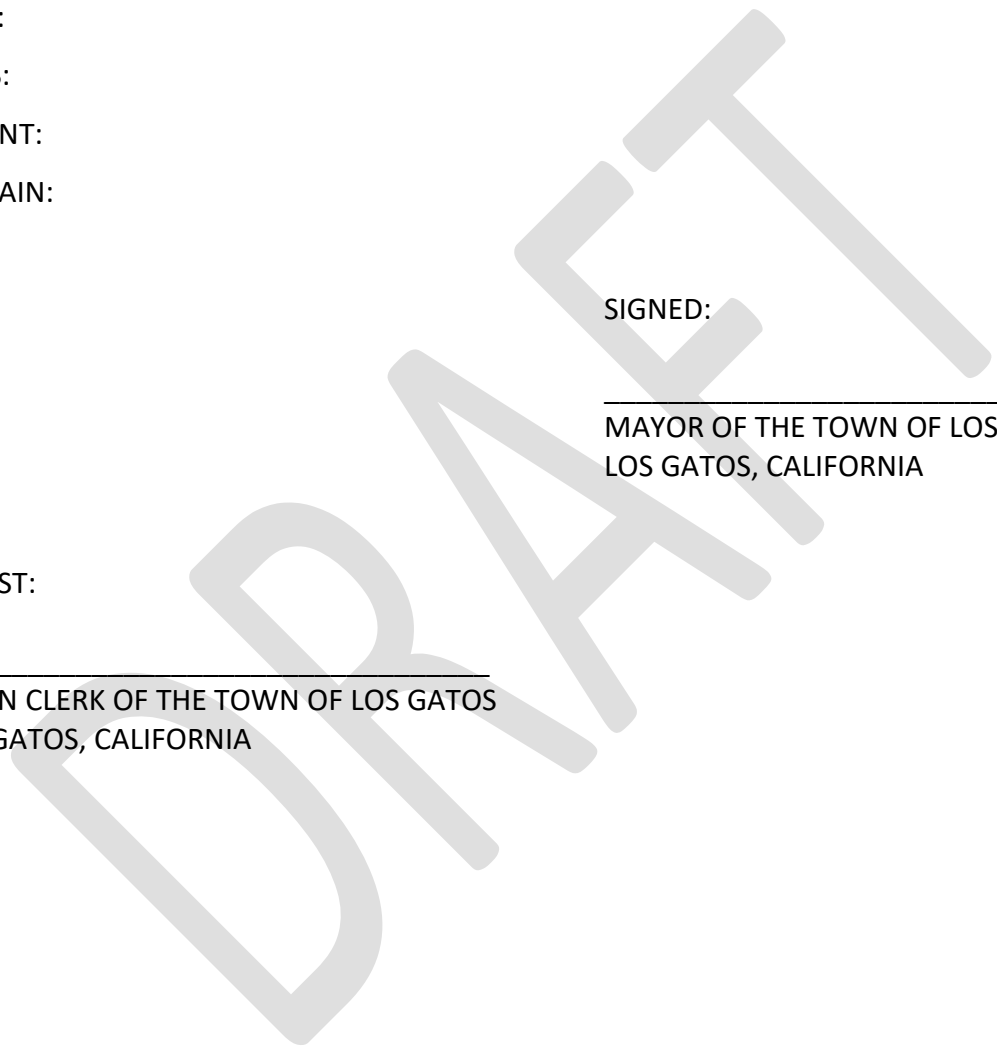 :
S:
NT:
AIN:
SIGNED:
MAYOR OF THE TOWN OF LOS
LOS GATOS, CALIFORNIA
ST:
N CLERK OF THE TOWN OF LOS GATOS
GATOS, CALIFORNIA
DRAFT